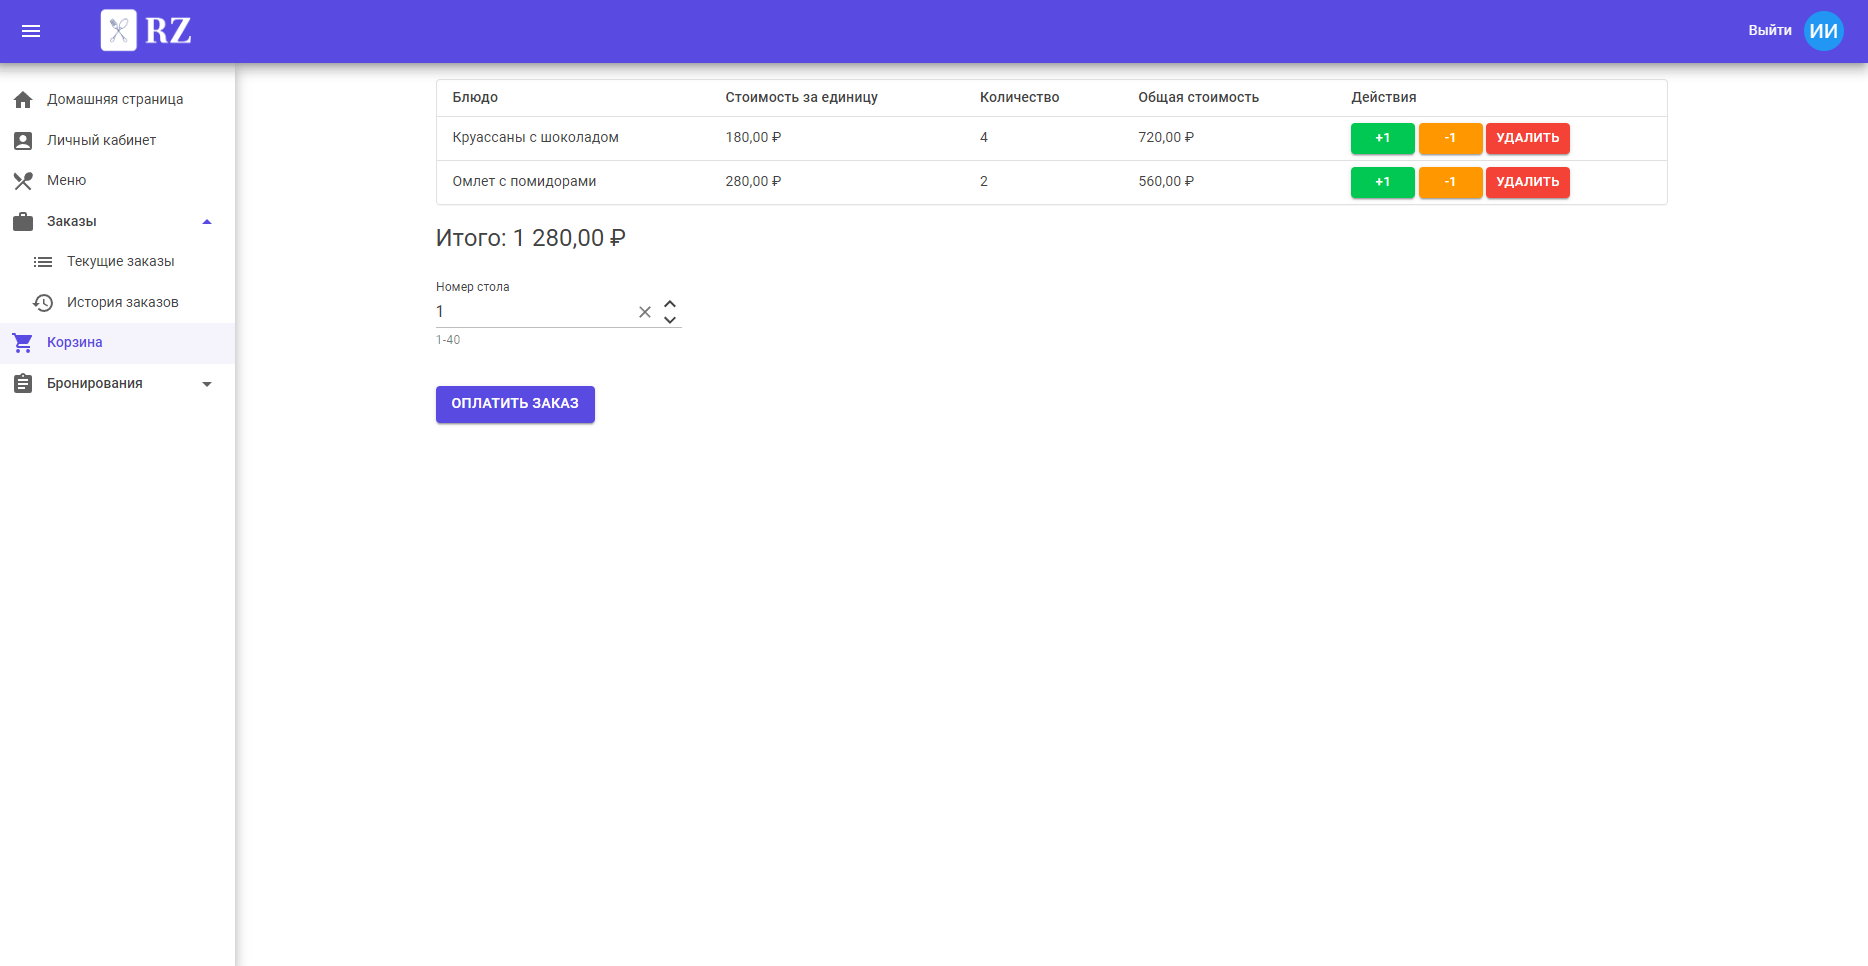 RZ
Выйти ИИ
Домашняя страница
Личный кабинет
Меню
Заказы
Текущие заказы
История заказов
Корзина
Бронирования
Блюдо Стоимость за единицу Количество Общая стоимость Действия
Круассаны с шоколадом 180,00 ₽ 4 720,00 ₽ +1 -1 УДАЛИТЬ
Омлет с помидорами 280,00 ₽ 2 560,00 ₽ +1 -1 УДАЛИТЬ
Итого: 1 280,00 ₽
Номер стола
1
1-40
ОПЛАТИТЬ ЗАКАЗ